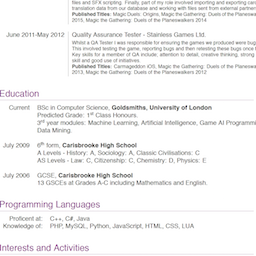 files and SFX scripting. Finally, part of my role involved importing and exporting
translation data from our database and working with sent from external
Published Titles: Magic Duels: Origins, Magic the Gathering: Duels of the Planeswalkers
2015, Magic the Gathering: Duels of the Planeswalkers 2014
June 2011-May 2012 Quality Assurance Tester - Stainless Games Ltd.
Whilst a QA Tester I was responsible for ensuring the games we produced were
This involved testing the game, reporting bugs and then retesting these bugs once
Key skills for a member of QA include; attention to detail, creative thinking, strong
skill and good use of initiatives.
Published Titles: Carmageddon iOS, Magic the Gathering: Duels of the Planeswalkers
2013, Magic the Gathering: Duels of the Planeswalkers 2012
Education
Current BSc in Computer Science, Goldsmiths, University of London
Predicted Grade: 1st Class Honours.
3rd year modules: Machine Learning, Artificial Intelligence, Game AI Programming
Data Mining.
July 2009 6th form, Carisbrooke High School
A Levels - History: A, Sociology: A, Classic Civilisations: C
AS Levels - Law: C, Citizenship: C, Chemistry: D, Physics: E
July 2006 GCSE, Carisbrooke High School
13 GSCEs at Grades A-C including Mathematics and English.
Programming Languages
Proficient at: C++, C#, Java
Knowledge of: PHP, MySQL, Python, JavaScript, HTML, CSS, LUA
Interests and Activities